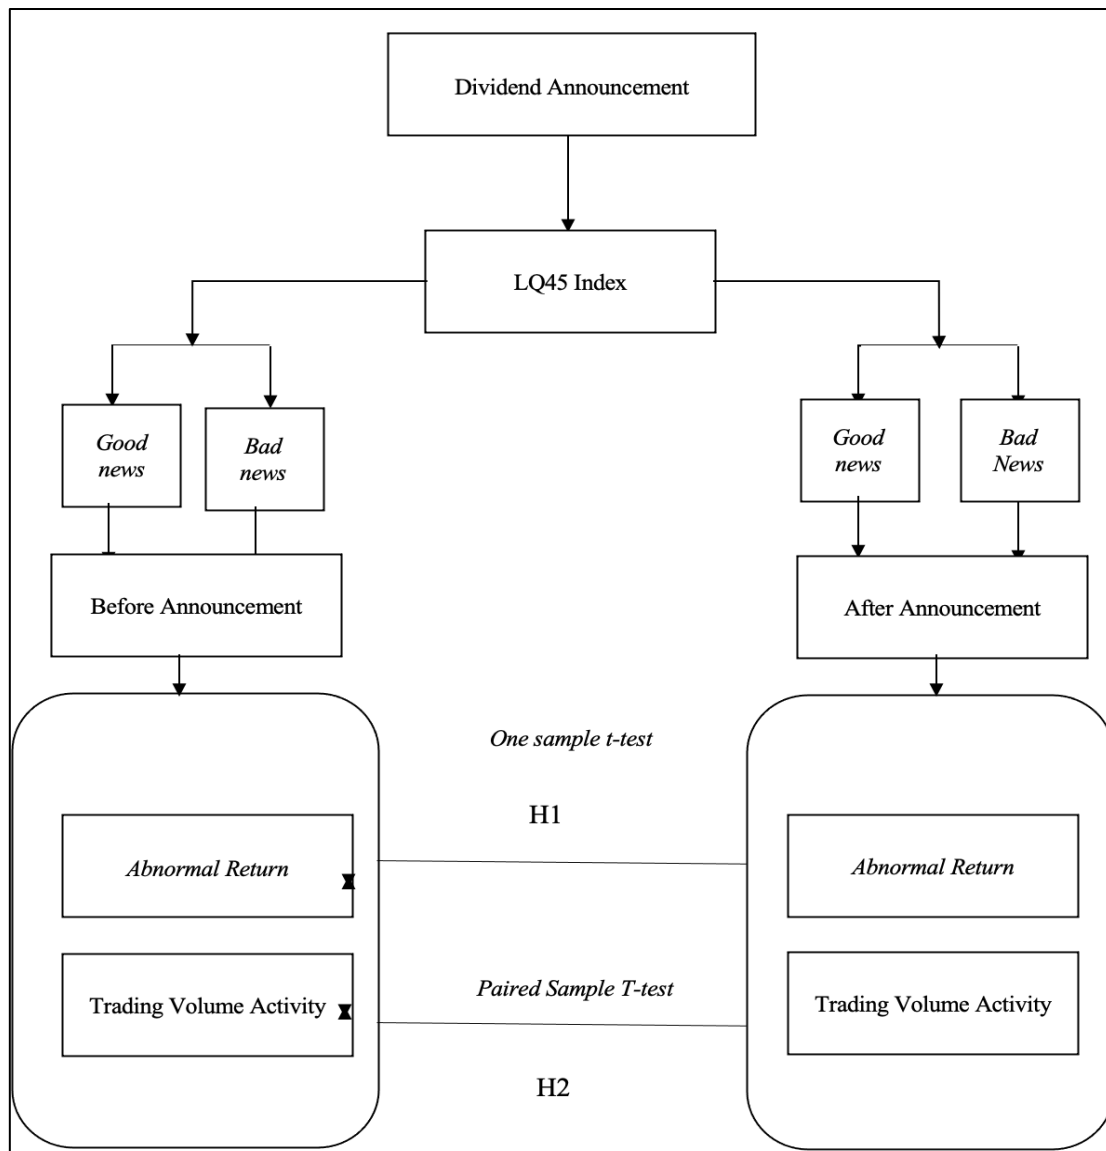 Dividend Announcement
LQ45 Index
Good
news
Bad
news
Good
news
Bad
News
Before Announcement
After Announcement
One sample t-test
H1
Abnormal Return
Abnormal Return
Paired Sample T-test
Trading Volume Activity
Trading Volume Activity
H2